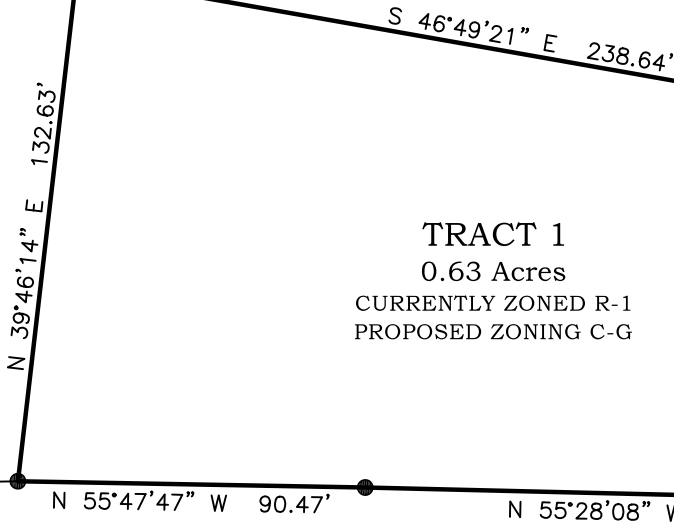 S 46°49'21" E 238.64'
N 39°46'14" E 132.63'
TRACT 1
0.63 Acres
CURRENTLY ZONED R-1
PROPOSED ZONING C-G
N 55°47'47" W 90.47'
N 55°28'08" W